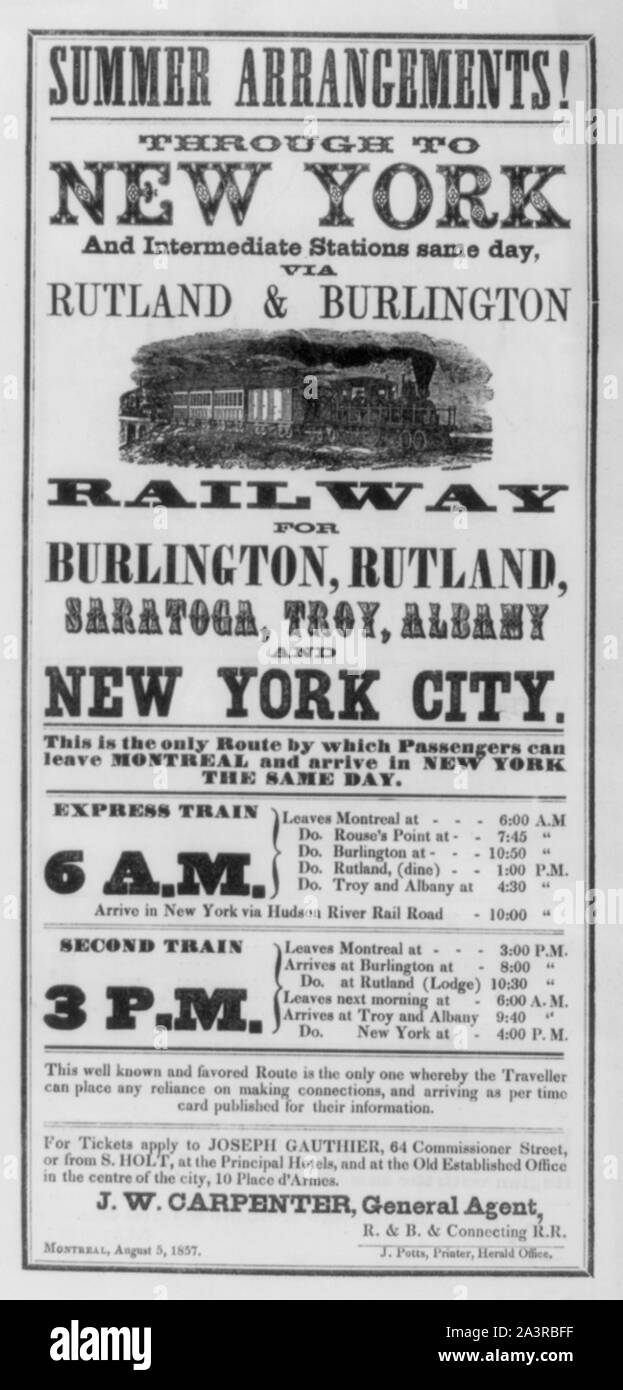 SUMMER ARRANGEMENTS!
THROUGH TO
NEW YORK
And Intermediate Stations same day,
VIA
RUTLAND & BURLINGTON
RAILWAY
FOR
BURLINGTON, RUTLAND,
SARATOGA, TROY, ALBANY
AND
NEW YORK CITY.
This is the only Route by which Passengers can
leave MONTREAL and arrive in NEW YORK
THE SAME DAY.
EXPRESS TRAIN
6 A.M.
Leaves Montreal at - - - 6:00 A.M
Do. Rouse's Point at - - 7:45 "
Do. Burlington at - - - 10:50 "
Do. Rutland, (dine) - - 1:00 P.M.
Do. Troy and Albany at 4:30 "
Arrive in New York via Hudson River Rail Road - 10:00 "
SECOND TRAIN
3 P.M.
Leaves Montreal at - - - 3:00 P.M.
Arrives at Burlington at - 8:00 "
Do. at Rutland (Lodge) 10:30 "
Leaves next morning at - 6:00 A.M.
Arrives at Troy and Albany 9:40 "
Do. New York at - 4:00 P.M.
This well known and favored Route is the only one whereby the Traveller
can place any reliance on making connections, and arriving as per time
card published for their information.
For Tickets apply to JOSEPH GAUTHIER, 64 Commissioner Street,
or from S. HOLT, at the Principal Hotels, and at the Old Established Office
in the centre of the city, 10 Place d'Armes.
J. W. CARPENTER, General Agent,
R. & B. & Connecting R.R.
MONTREAL, August 5, 1857.
J. Potts, Printer, Herald Office.
alamy
Image ID: 2A3RBFF
www.alamy.com